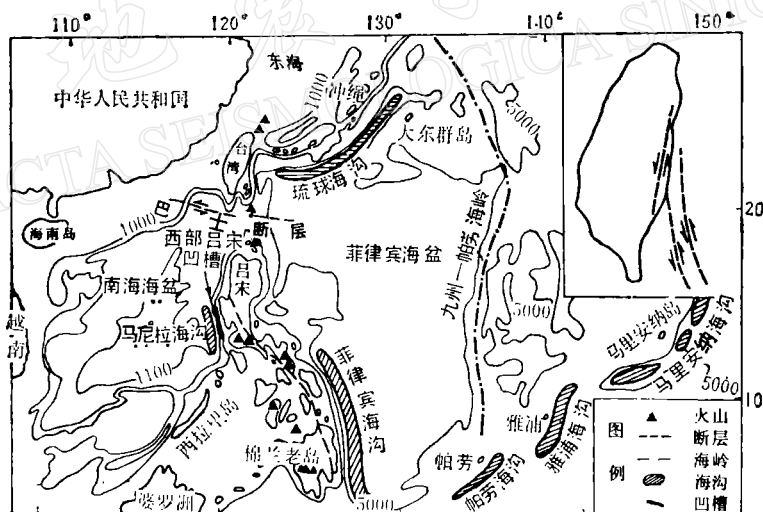 110° 120° 130° 140° 150°
东海
中华人民共和国
1000
冲绳
5000
大东群岛
台湾
琉球海沟
20
1000
B
断层
海南岛
西部吕宋
凹槽
菲律宾海盆
九州—帕劳海岭
吕宋
南海海盆
5000
越南
马尼拉海沟
马里安纳岛
马里安纳海沟
菲律宾海沟
1100
5000
10
雅浦
雅浦海沟
棉兰老岛
帕劳
帕劳海沟
5000
婆罗洲
图例
火山
断层
海岭
海沟
凹槽
ACTA SEISMOLOGICA SINICA